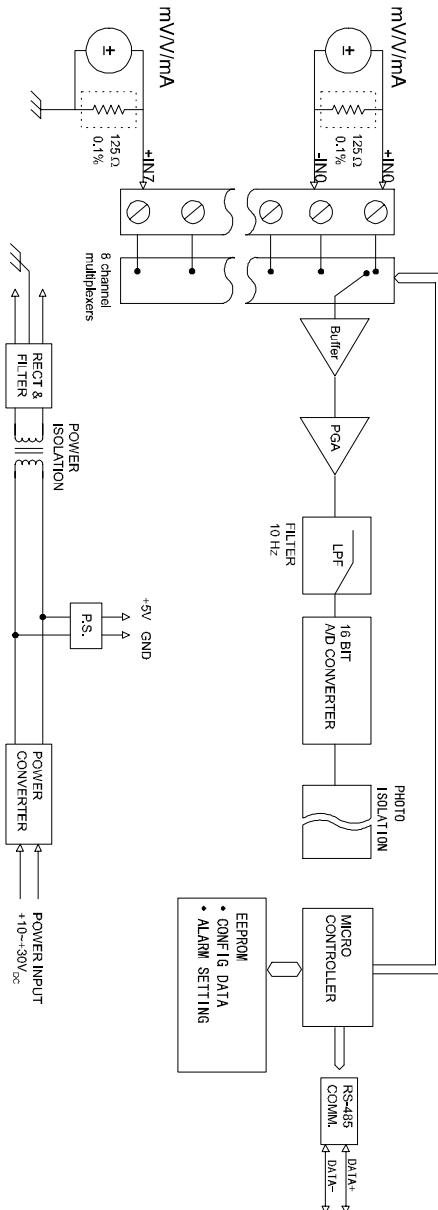 mV/V/mA
125 Ω
0.1%
+IN0
-IN0
mV/V/mA
125 Ω
0.1%
+IN7
8 channel
multiplexers
Buffer
PGA
LPF
FILTER
10 Hz
16 BIT
A/D CONVERTER
PHOTO
ISOLATION
MICRO
CONTROLLER
EEPROM
• CONFIG DATA
• ALARM SETTING
RS-485
COMM.
DATA+
DATA-
RECT &
FILTER
POWER
ISOLATION
P.S.
+5V
GND
POWER
CONVERTER
POWER INPUT
+10~+30VDC